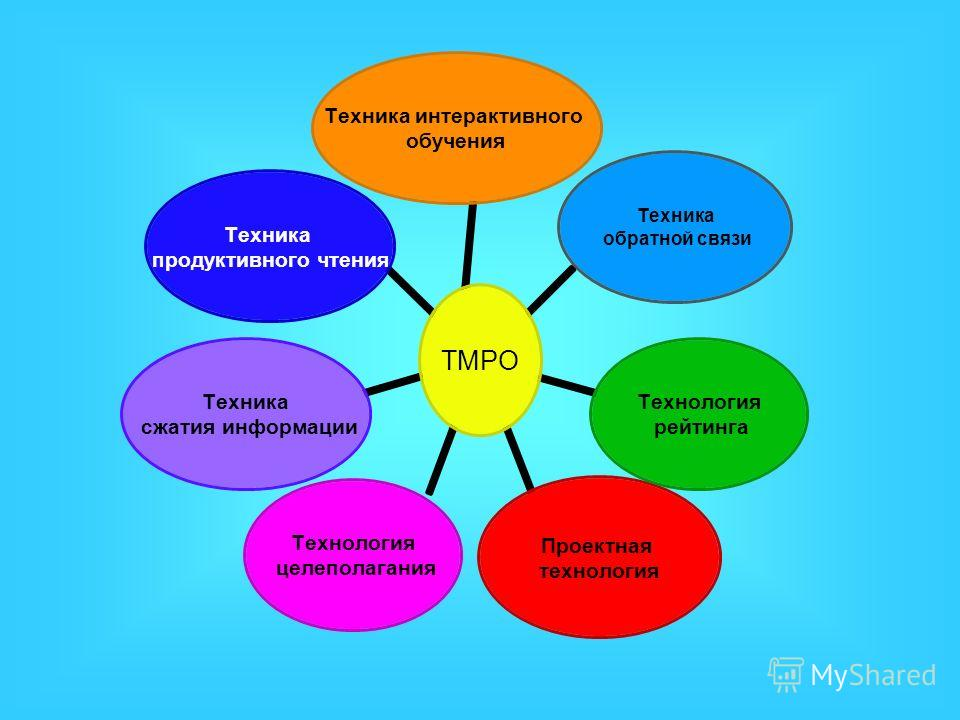 Техника интерактивного
обучения
Техника
обратной связи
Техника
продуктивного чтения
ТМРО
Техника
сжатия информации
Технология
рейтинга
Технология
целеполагания
Проектная
технология
MyShared